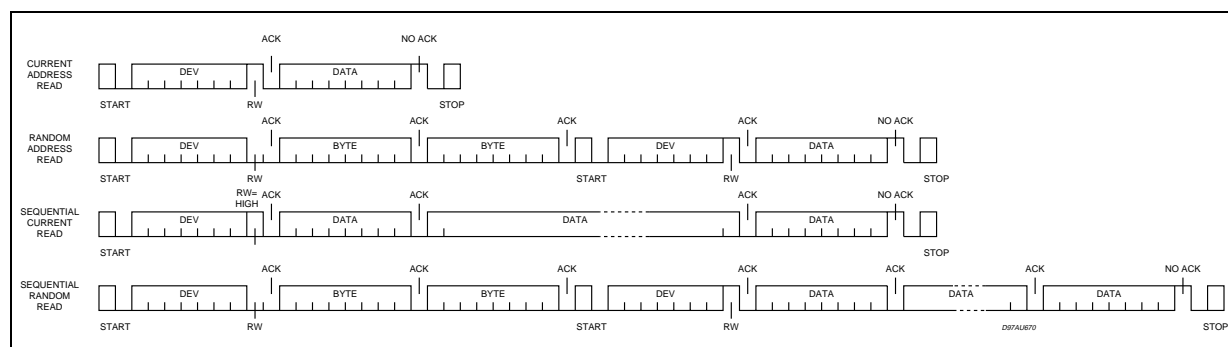 ACK NO ACK
CURRENT
ADDRESS
READ
DEV DATA
START RW STOP
ACK ACK ACK ACK NO ACK
RANDOM
ADDRESS
READ
DEV BYTE BYTE DEV DATA
START RW START RW STOP
RW=
HIGH
ACK ACK ACK NO ACK
SEQUENTIAL
CURRENT
READ
DEV DATA DATA DATA
START STOP
ACK ACK ACK ACK ACK ACK NO ACK
SEQUENTIAL
RANDOM
READ
DEV BYTE BYTE DEV DATA DATA DATA
START RW START RW D97AU670 STOP